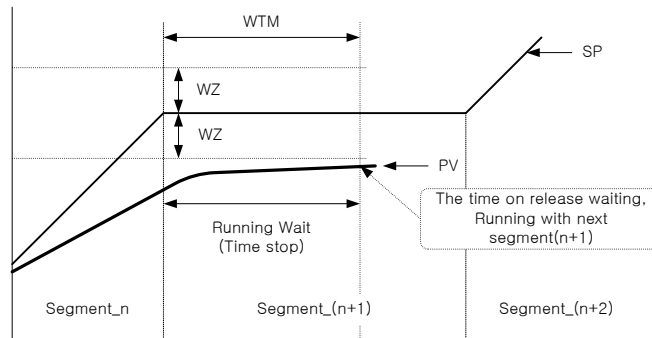 WTM
SP
WZ
WZ
PV
The time on release waiting,
Running with next
segment(n+1)
Running Wait
(Time stop)
Segment_n
Segment_(n+1)
Segment_(n+2)